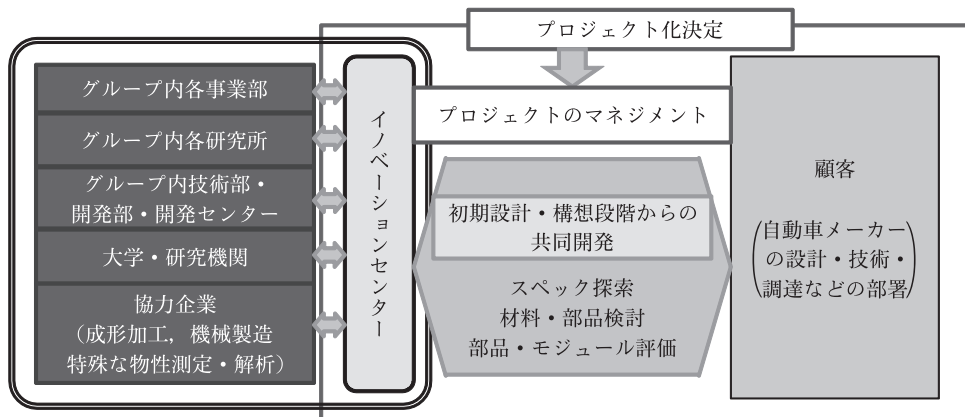 プロジェクト化決定
グループ内各事業部
グループ内各研究所
グループ内技術部・
開発部・開発センター
大学・研究機関
協力企業
（成形加工，機械製造
特殊な物性測定・解析）
イノベーションセンター
プロジェクトのマネジメント
初期設計・構想段階からの
共同開発
スペック探索
材料・部品検討
部品・モジュール評価
顧客
（自動車メーカー
の設計・技術・
調達などの部署）